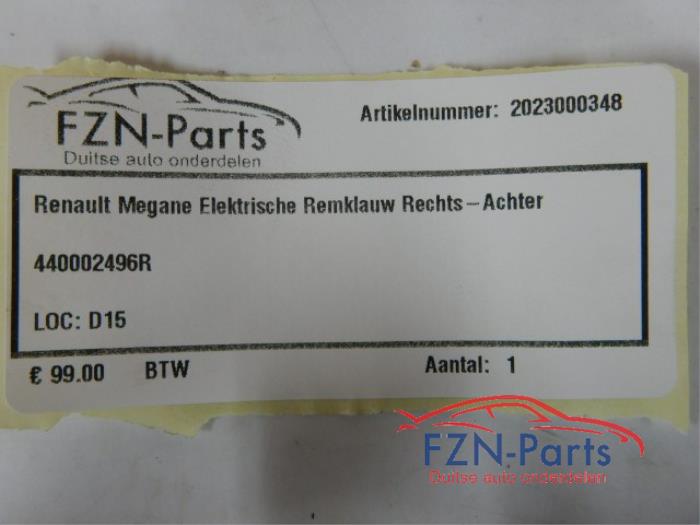 FZN-Parts
Duitse auto onderdelen
Artikelnummer: 2023000348
Renault Megane Elektrische Remklauw Rechts-Achter
440002496R
LOC: D15
€ 99.00 BTW Aantal: 1
FZN-Parts
Duitse auto onderdelen